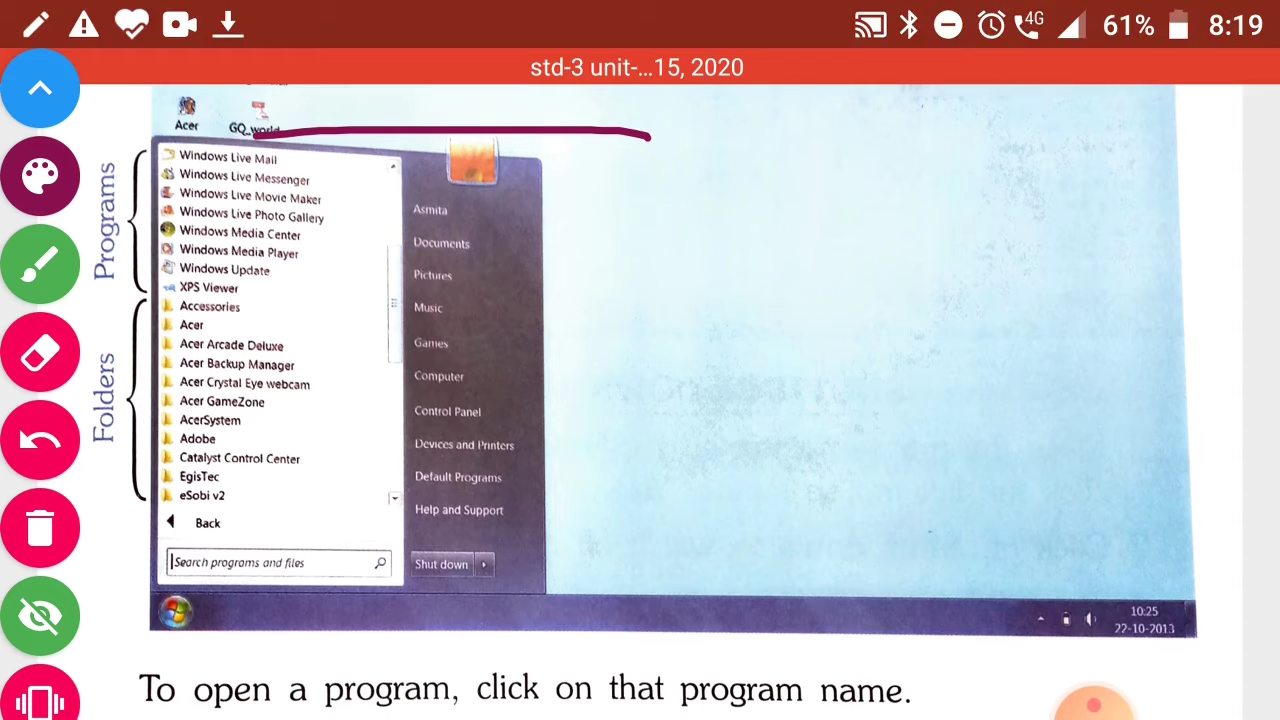 4G 61% 8:19
std-3 unit-...15, 2020
Acer
Programs
Windows Live Mail
Windows Live Messenger
Windows Live Movie Maker
Windows Live Photo Gallery
Windows Media Center
Windows Media Player
Windows Update
XPS Viewer
Folders
Accessories
Acer
Acer Arcade Deluxe
Acer Backup Manager
Acer Crystal Eye webcam
Acer GameZone
AcerSystem
Adobe
Catalyst Control Center
EgisTec
eSobi v2
Back
Search programs and files
Asmita
Documents
Pictures
Music
Games
Computer
Control Panel
Devices and Printers
Default Programs
Help and Support
Shut down
10:25
22-10-2013
To open a program, click on that program name.